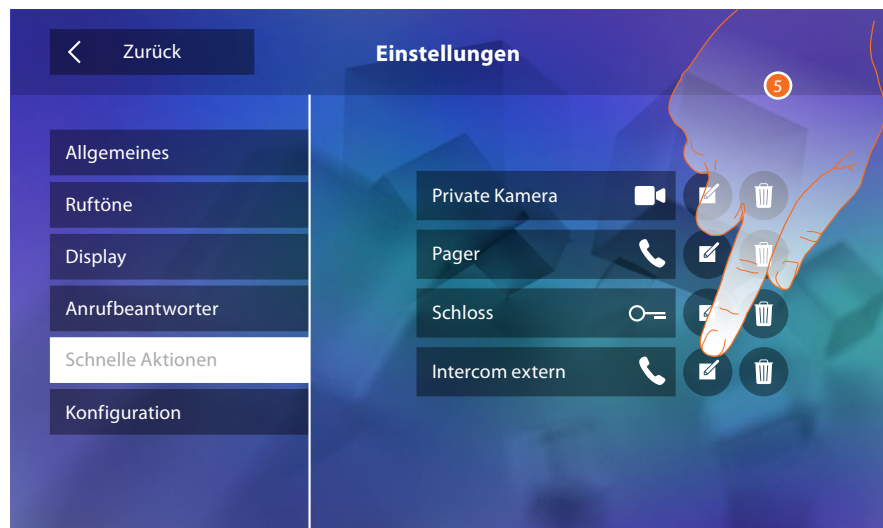 Zurück
Einstellungen
5
Allgemeines
Ruftöne
Display
Anrufbeantworter
Schnelle Aktionen
Konfiguration
Private Kamera
Pager
Schloss
Intercom extern